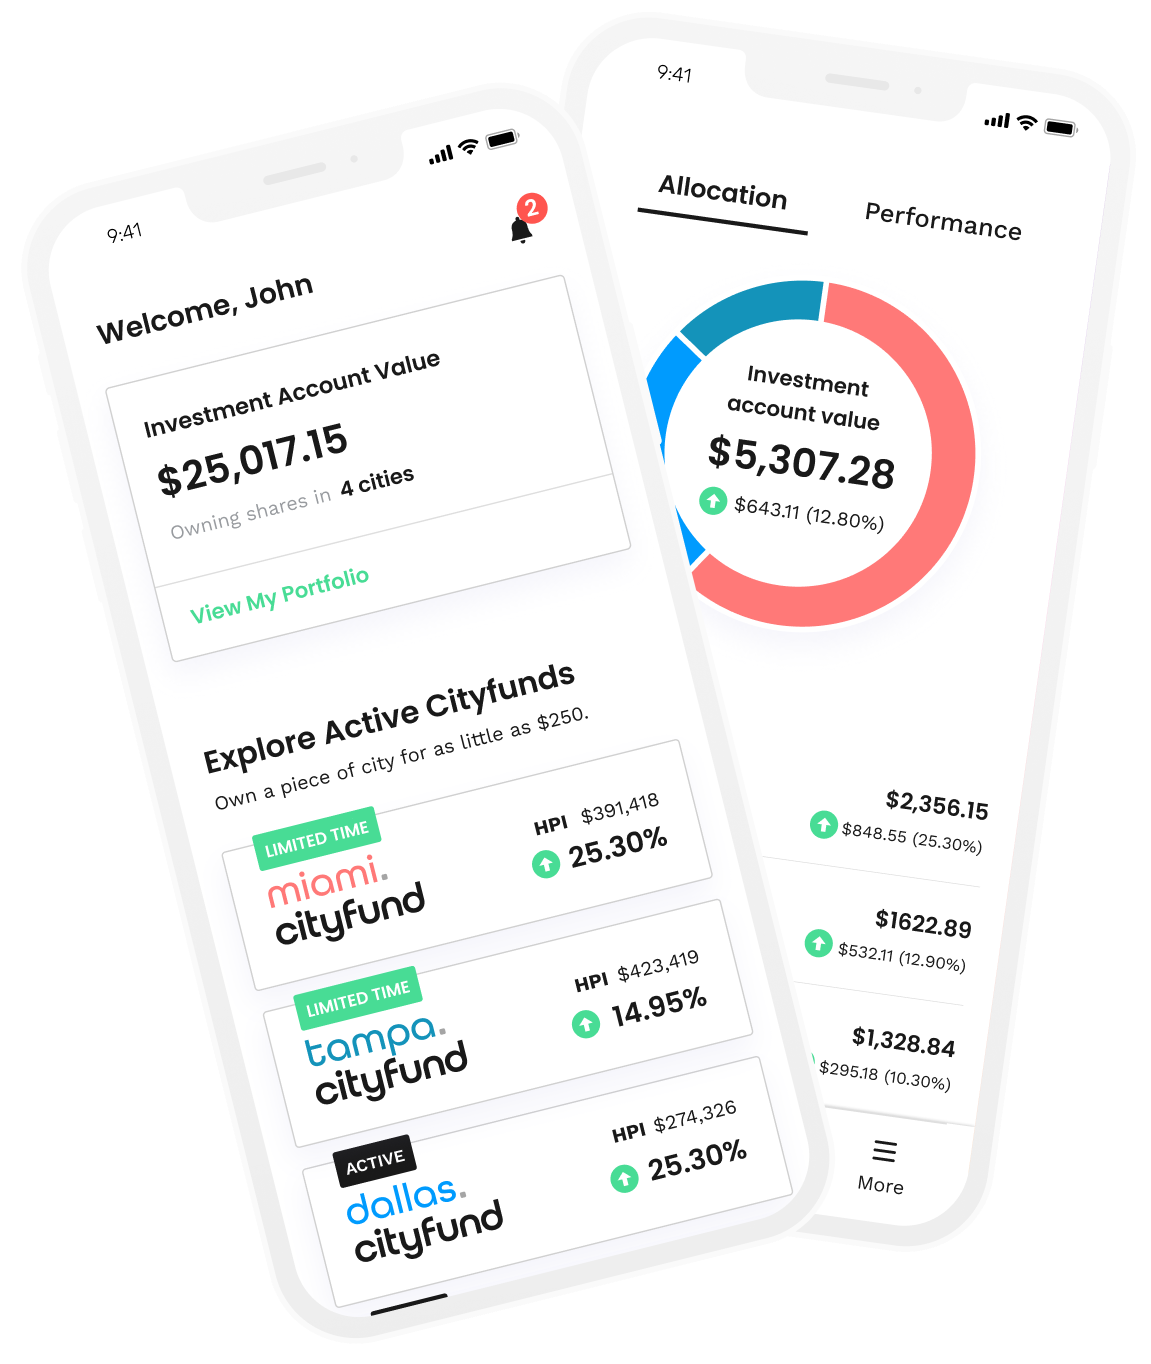 9:41
2
Welcome, John
Investment Account Value
$25,017.15
Owning shares in 4 cities
View My Portfolio
Explore Active Cityfunds
Own a piece of city for as little as $250.
LIMITED TIME
miami.
cityfund
HPI $391,418
25.30%
LIMITED TIME
tampa.
cityfund
HPI $423,419
14.95%
ACTIVE
dallas.
cityfund
HPI $274,326
25.30%
9:41
Allocation
Performance
Investment
account value
$5,307.28
$643.11 (12.80%)
$2,356.15
$848.55 (25.30%)
$1622.89
$532.11 (12.90%)
$1,328.84
$295.18 (10.30%)
More